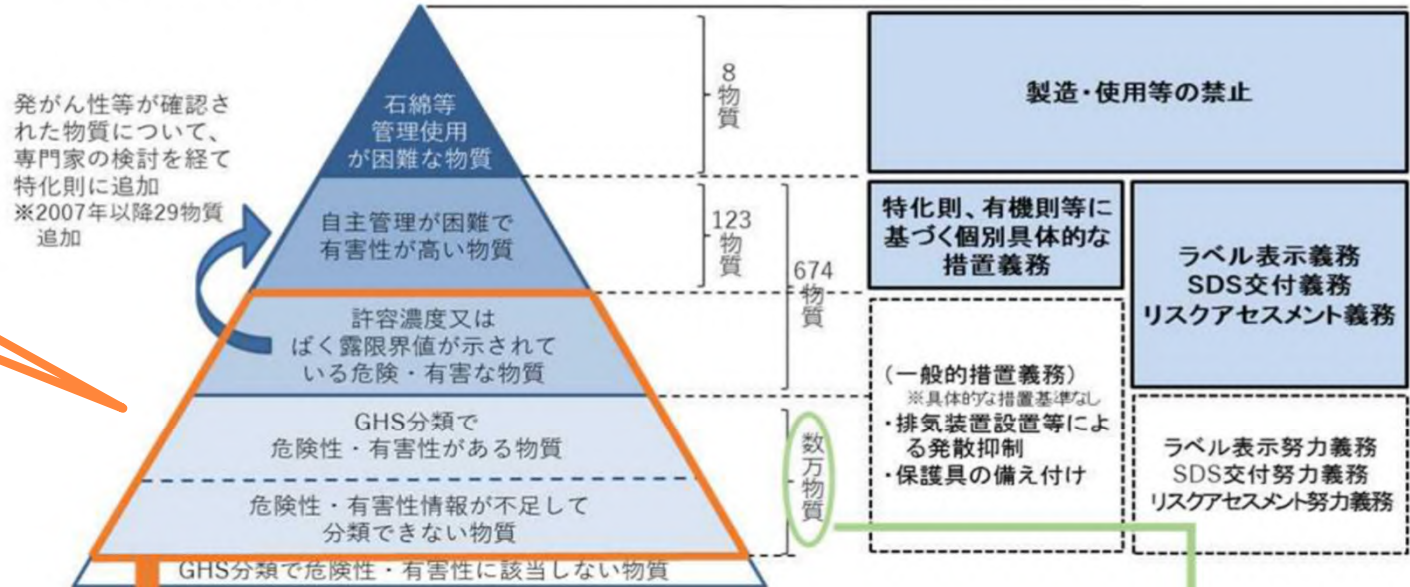 発がん性等が確認さ
れた物質について、
専門家の検討を経て
特化則に追加
※2007年以降29物質
追加
石綿等
管理使用
が困難な物質
自主管理が困難で
有害性が高い物質
許容濃度又は
ばく露限界値が示されて
いる危険・有害な物質
GHS分類で
危険性・有害性がある物質
危険性・有害性情報が不足して
分類できない物質
GHS分類で危険性・有害性に該当しない物質
8
物質
123
物質
674
物質
数万物質
製造・使用等の禁止
特化則、有機則等に
基づく個別具体的な
措置義務
(一般的措置義務)
※具体的な措置基準なし
・排気装置設置等によ
る発散抑制
・保護具の備え付け
ラベル表示義務
SDS交付義務
リスクアセスメント義務
ラベル表示努力義務
SDS交付努力義務
リスクアセスメント努力義務